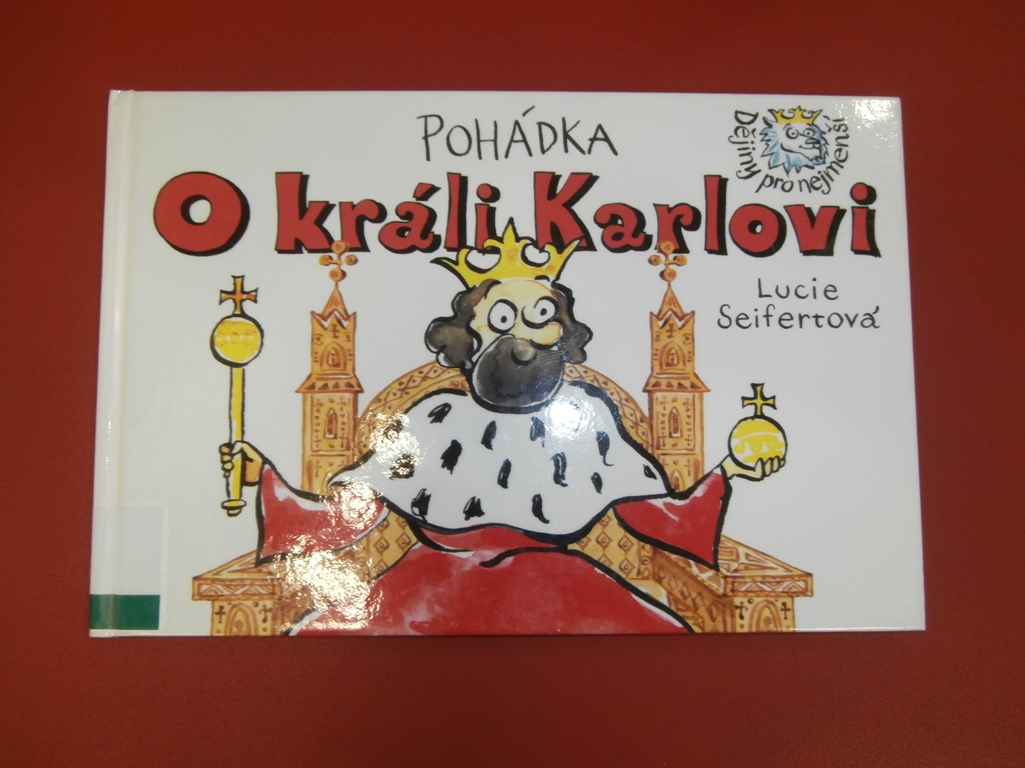 POHÁDKA
O králi Karlovi
Dějiny pro nejmenší
Lucie
Seifertová